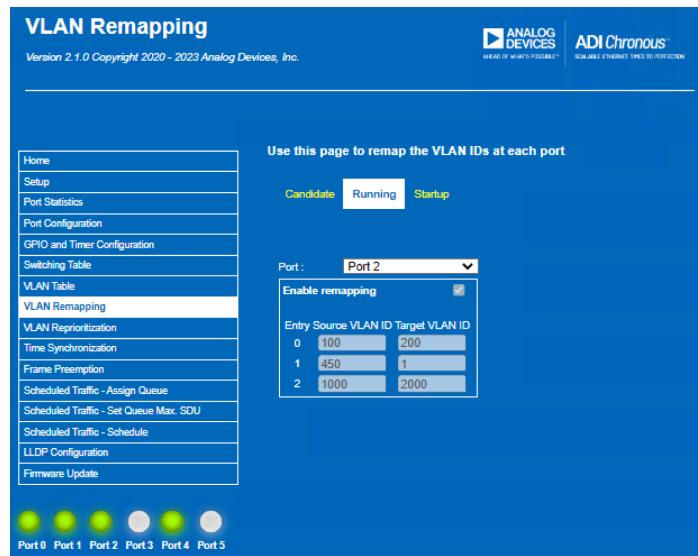 VLAN Remapping
Version 2.1.0 Copyright 2020 - 2023 Analog Devices, Inc.
ANALOG
DEVICES
AHEAD OF WHAT'S POSSIBLE™
ADI Chronous™
SCALABLE ETHERNET TIMED TO PERFECTION
Home
Setup
Port Statistics
Port Configuration
GPIO and Timer Configuration
Switching Table
VLAN Table
VLAN Remapping
VLAN Reprioritization
Time Synchronization
Frame Preemption
Scheduled Traffic - Assign Queue
Scheduled Traffic - Set Queue Max. SDU
Scheduled Traffic - Schedule
LLDP Configuration
Firmware Update
Use this page to remap the VLAN IDs at each port
Candidate Running Startup
Port : Port 2
Enable remapping
Entry Source VLAN ID Target VLAN ID
0 100 200
1 450 1
2 1000 2000
Port 0 Port 1 Port 2 Port 3 Port 4 Port 5